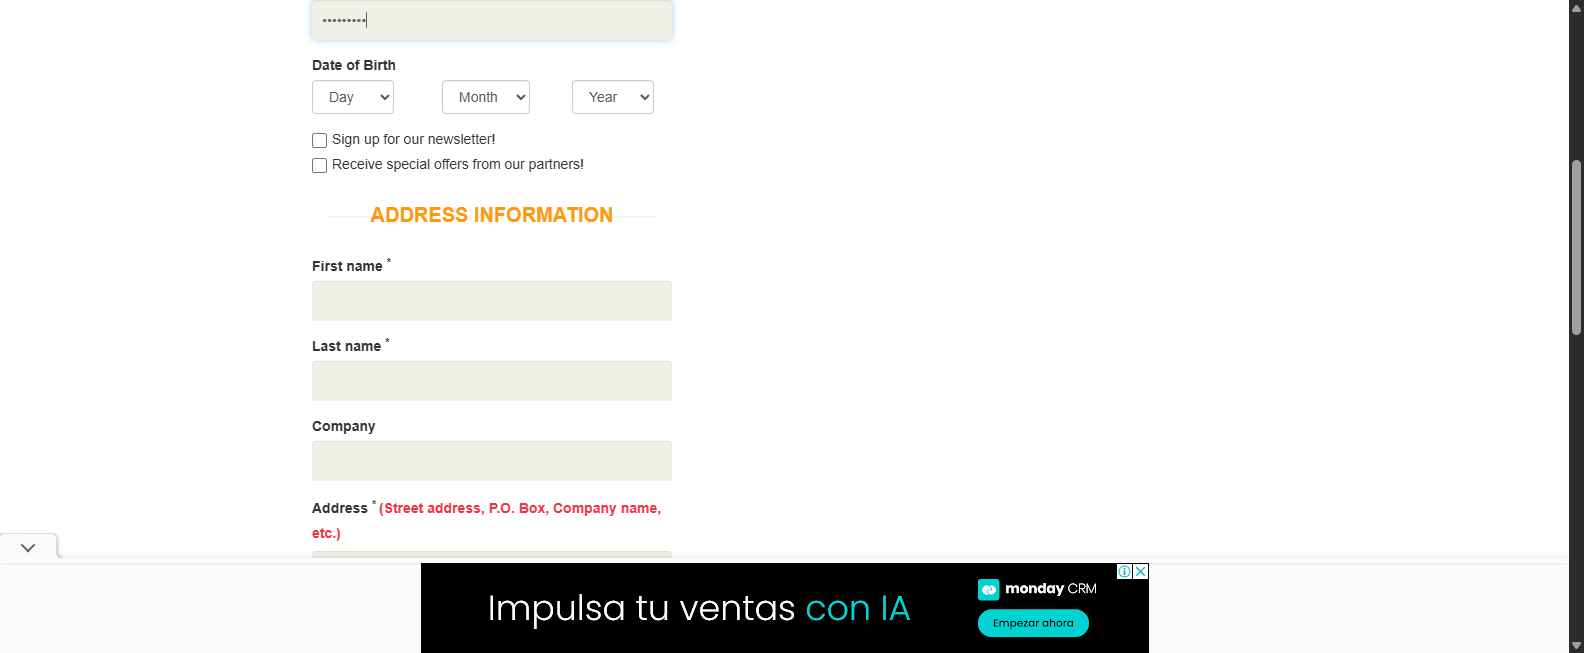 •••••••••
Date of Birth
Day Month Year
Sign up for our newsletter!
Receive special offers from our partners!
ADDRESS INFORMATION
First name *
Last name *
Company
Address * (Street address, P.O. Box, Company name,
etc.)
Impulsa tu ventas con IA
monday CRM
Empezar ahora